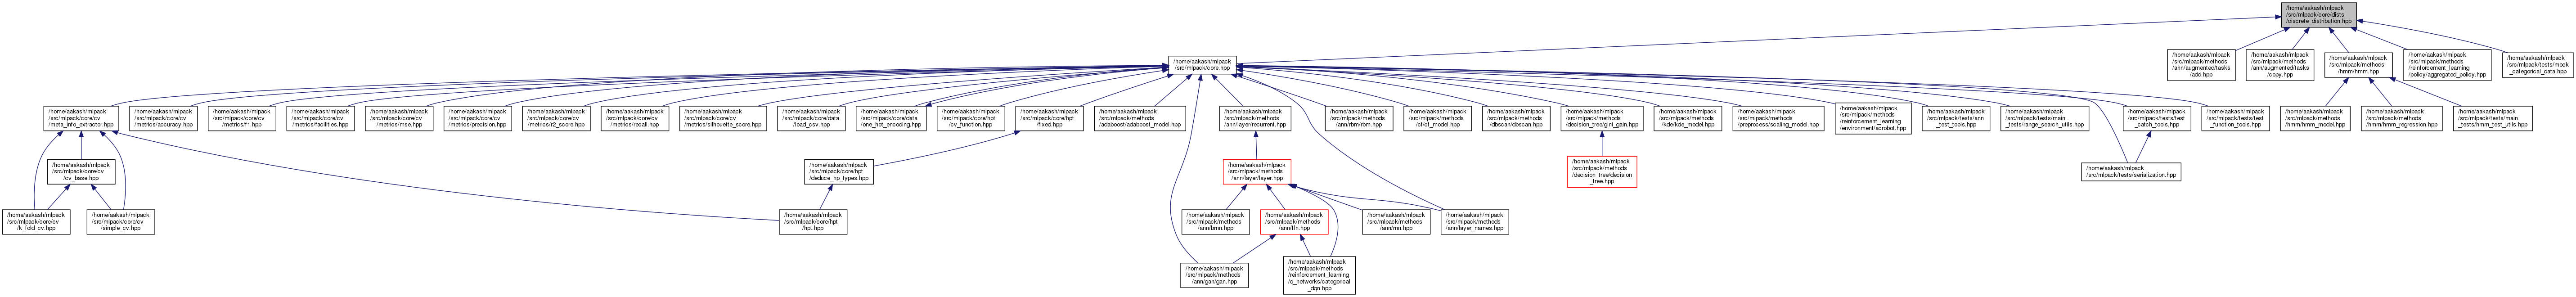 /home/aakash/mlpack
/src/mlpack/core/dists
/discrete_distribution.hpp
/home/aakash/mlpack
/src/mlpack/core.hpp
/home/aakash/mlpack
/src/mlpack/methods
/ann/augmented/tasks
/add.hpp
/home/aakash/mlpack
/src/mlpack/methods
/ann/augmented/tasks
/copy.hpp
/home/aakash/mlpack
/src/mlpack/methods
/hmm/hmm.hpp
/home/aakash/mlpack
/src/mlpack/methods
/reinforcement_learning
/policy/aggregated_policy.hpp
/home/aakash/mlpack
/src/mlpack/tests/mock
_categorical_data.hpp
/home/aakash/mlpack
/src/mlpack/core/cv
/meta_info_extractor.hpp
/home/aakash/mlpack
/src/mlpack/core/cv
/metrics/accuracy.hpp
/home/aakash/mlpack
/src/mlpack/core/cv
/metrics/f1.hpp
/home/aakash/mlpack
/src/mlpack/core/cv
/metrics/facilities.hpp
/home/aakash/mlpack
/src/mlpack/core/cv
/metrics/mse.hpp
/home/aakash/mlpack
/src/mlpack/core/cv
/metrics/precision.hpp
/home/aakash/mlpack
/src/mlpack/core/cv
/metrics/r2_score.hpp
/home/aakash/mlpack
/src/mlpack/core/cv
/metrics/recall.hpp
/home/aakash/mlpack
/src/mlpack/core/cv
/metrics/silhouette_score.hpp
/home/aakash/mlpack
/src/mlpack/core/data
/load_csv.hpp
/home/aakash/mlpack
/src/mlpack/core/data
/one_hot_encoding.hpp
/home/aakash/mlpack
/src/mlpack/core/hpt
/cv_function.hpp
/home/aakash/mlpack
/src/mlpack/core/hpt
/fixed.hpp
/home/aakash/mlpack
/src/mlpack/methods
/adaboost/adaboost_model.hpp
/home/aakash/mlpack
/src/mlpack/methods
/ann/layer/recurrent.hpp
/home/aakash/mlpack
/src/mlpack/methods
/ann/rbm/rbm.hpp
/home/aakash/mlpack
/src/mlpack/methods
/cf/cf_model.hpp
/home/aakash/mlpack
/src/mlpack/methods
/dbscan/dbscan.hpp
/home/aakash/mlpack
/src/mlpack/methods
/decision_tree/gini_gain.hpp
/home/aakash/mlpack
/src/mlpack/methods
/kde/kde_model.hpp
/home/aakash/mlpack
/src/mlpack/methods
/preprocess/scaling_model.hpp
/home/aakash/mlpack
/src/mlpack/methods
/reinforcement_learning
/environment/acrobot.hpp
/home/aakash/mlpack
/src/mlpack/tests/ann
_test_tools.hpp
/home/aakash/mlpack
/src/mlpack/tests/main
_tests/range_search_utils.hpp
/home/aakash/mlpack
/src/mlpack/tests/test
_catch_tools.hpp
/home/aakash/mlpack
/src/mlpack/tests/test
_function_tools.hpp
/home/aakash/mlpack
/src/mlpack/methods
/hmm/hmm_model.hpp
/home/aakash/mlpack
/src/mlpack/methods
/hmm/hmm_regression.hpp
/home/aakash/mlpack
/src/mlpack/tests/main
_tests/hmm_test_utils.hpp
/home/aakash/mlpack
/src/mlpack/core/cv
/cv_base.hpp
/home/aakash/mlpack
/src/mlpack/core/hpt
/deduce_hp_types.hpp
/home/aakash/mlpack
/src/mlpack/methods
/ann/layer/layer.hpp
/home/aakash/mlpack
/src/mlpack/methods
/decision_tree/decision
_tree.hpp
/home/aakash/mlpack
/src/mlpack/tests/serialization.hpp
/home/aakash/mlpack
/src/mlpack/core/cv
/k_fold_cv.hpp
/home/aakash/mlpack
/src/mlpack/core/cv
/simple_cv.hpp
/home/aakash/mlpack
/src/mlpack/core/hpt
/hpt.hpp
/home/aakash/mlpack
/src/mlpack/methods
/ann/brnn.hpp
/home/aakash/mlpack
/src/mlpack/methods
/ann/ffn.hpp
/home/aakash/mlpack
/src/mlpack/methods
/ann/rnn.hpp
/home/aakash/mlpack
/src/mlpack/methods
/ann/layer_names.hpp
/home/aakash/mlpack
/src/mlpack/methods
/ann/gan/gan.hpp
/home/aakash/mlpack
/src/mlpack/methods
/reinforcement_learning
/q_networks/categorical
_dqn.hpp